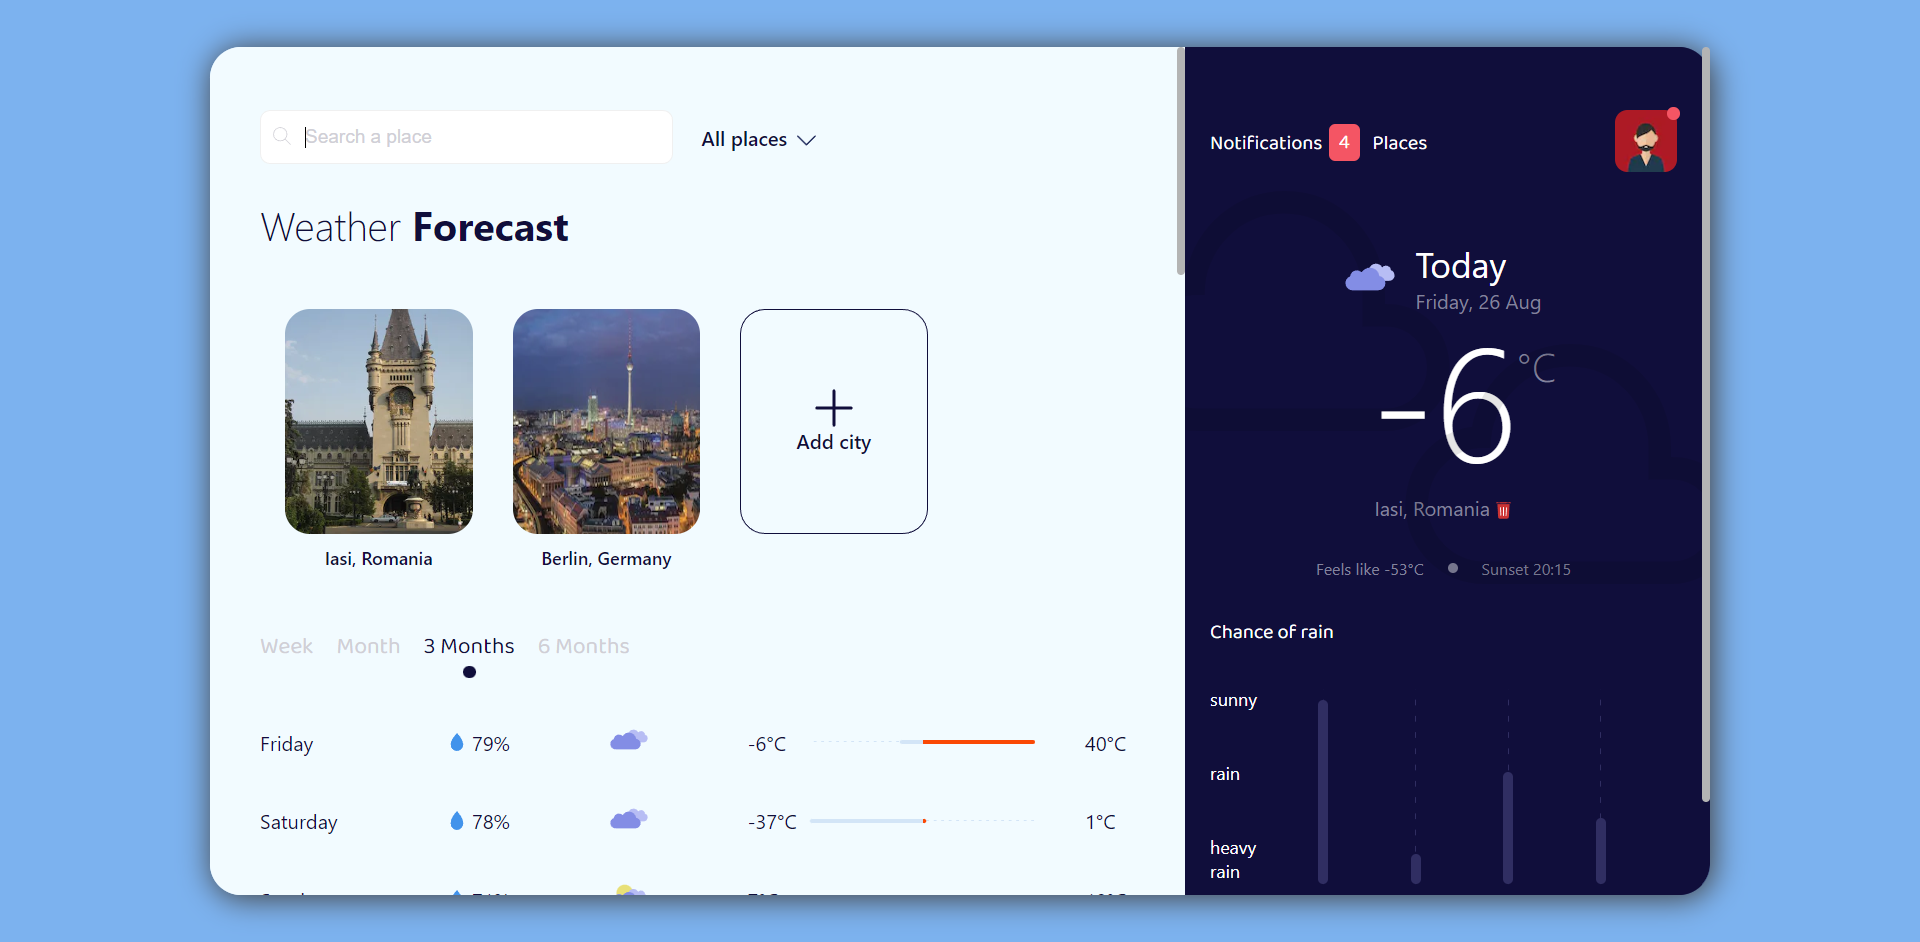 Search a place
All places
Weather Forecast
Iasi, Romania
Berlin, Germany
Add city
Week Month 3 Months 6 Months
Friday 79% -6°C 40°C
Saturday 78% -37°C 1°C
Notifications 4 Places
Today
Friday, 26 Aug
-6 °C
Iasi, Romania
Feels like -53°C Sunset 20:15
Chance of rain
sunny
rain
heavy
rain